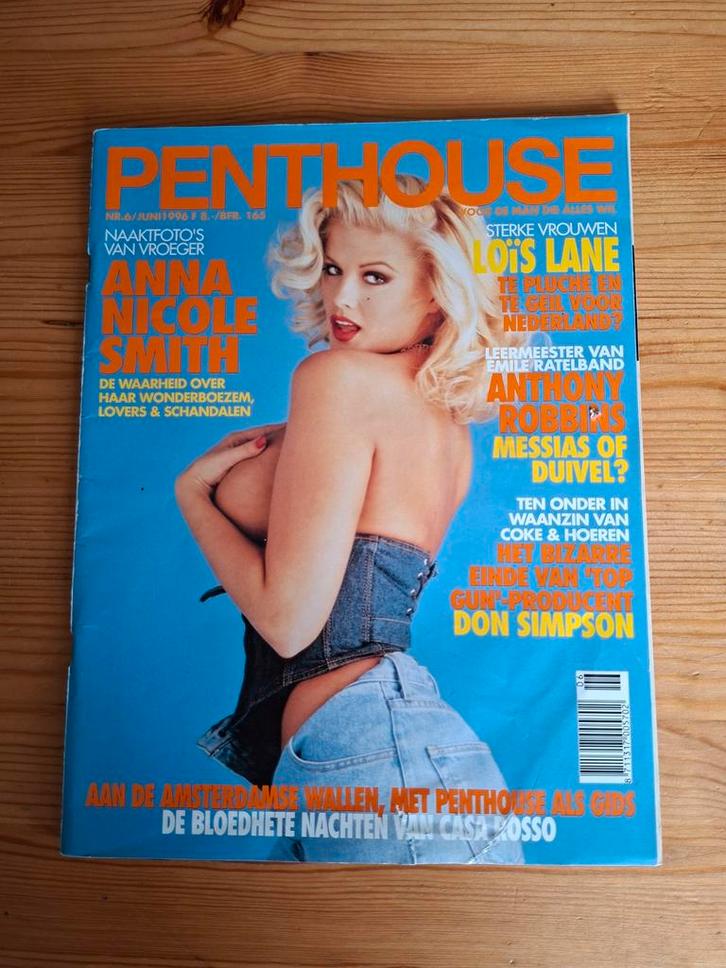 PENTHOUSE
NR.6/JUNI1996 F 8.-/BFR. 165
VOOR DE MAN DIE ALLES WIL
NAAKTFOTO'S
VAN VROEGER
ANNA
NICOLE
SMITH
DE WAARHEID OVER
HAAR WONDERBOEZEM,
LOVERS & SCHANDALEN
STERKE VROUWEN
LOïS LANE
TE PLUCHE EN
TE GEIL VOOR
NEDERLAND?
LEERMEESTER VAN
EMILE RATELBAND
ANTHONY
ROBBINS
MESSIAS OF
DUIVEL?
TEN ONDER IN
WAANZIN VAN
COKE & HOEREN
HET BIZARRE
EINDE VAN 'TOP
GUN'-PRODUCENT
DON SIMPSON
06
8711317005702
AAN DE AMSTERDAMSE WALLEN, MET PENTHOUSE ALS GIDS
DE BLOEDHETE NACHTEN VAN CASA ROSSO